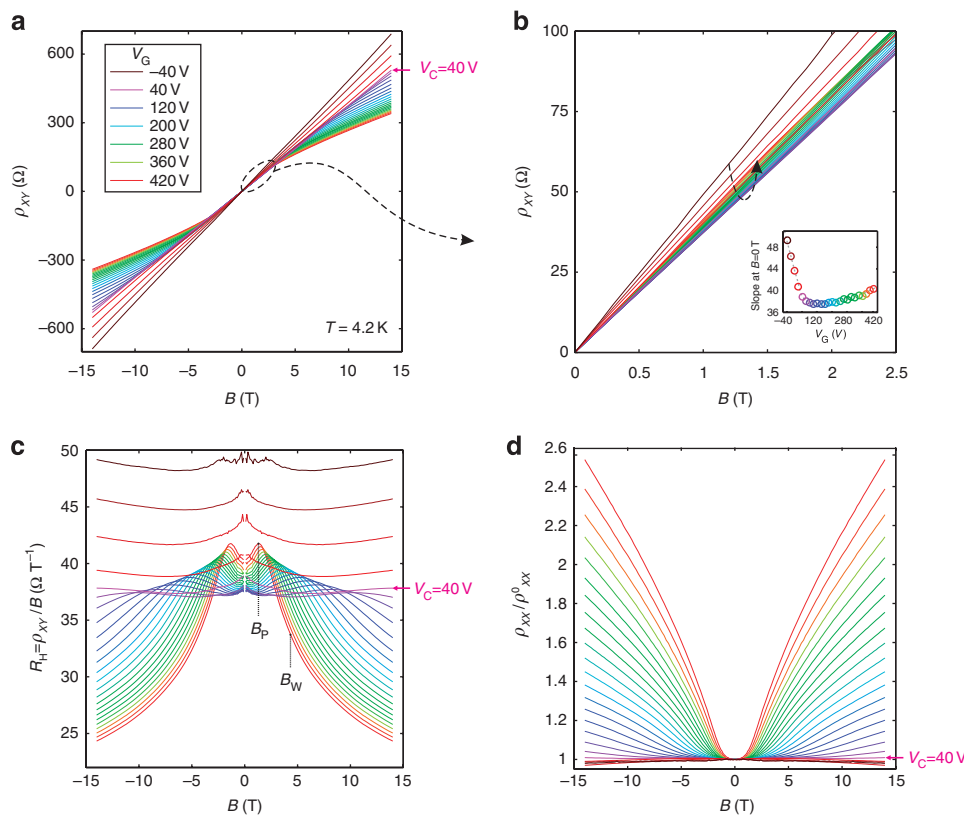 a
V_G
−40 V
40 V
120 V
200 V
280 V
360 V
420 V
V_C=40 V
600
300
0
−300
−600
ρ_XY (Ω)
T = 4.2 K
−15 −10 −5 0 5 10 15
B (T)
b
100
75
50
25
0
ρ_XY (Ω)
0 0.5 1 1.5 2 2.5
B (T)
48
44
40
36
Slope at B=0 T
−40 120 280 420
V_G (V)
c
50
45
40
35
30
25
R_H=ρ_XY/B (Ω T⁻¹)
V_C=40 V
B_P
B_W
−15 −10 −5 0 5 10 15
B (T)
d
2.6
2.4
2.2
2
1.8
1.6
1.4
1.2
1
ρ_XX/ρ⁰_XX
V_C=40 V
−15 −10 −5 0 5 10 15
B (T)